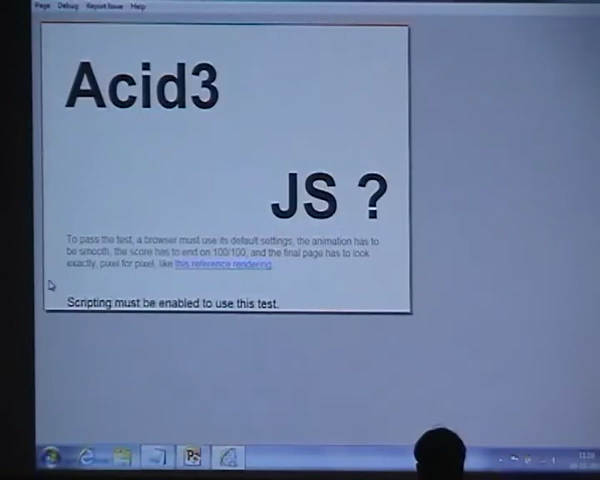 Page Debug Report Issue Help
Acid3
JS ?
To pass the test, a browser must use its default settings, the animation has to
be smooth, the score has to end on 100/100, and the final page has to look
exactly, pixel for pixel, like this reference rendering.
Scripting must be enabled to use this test.